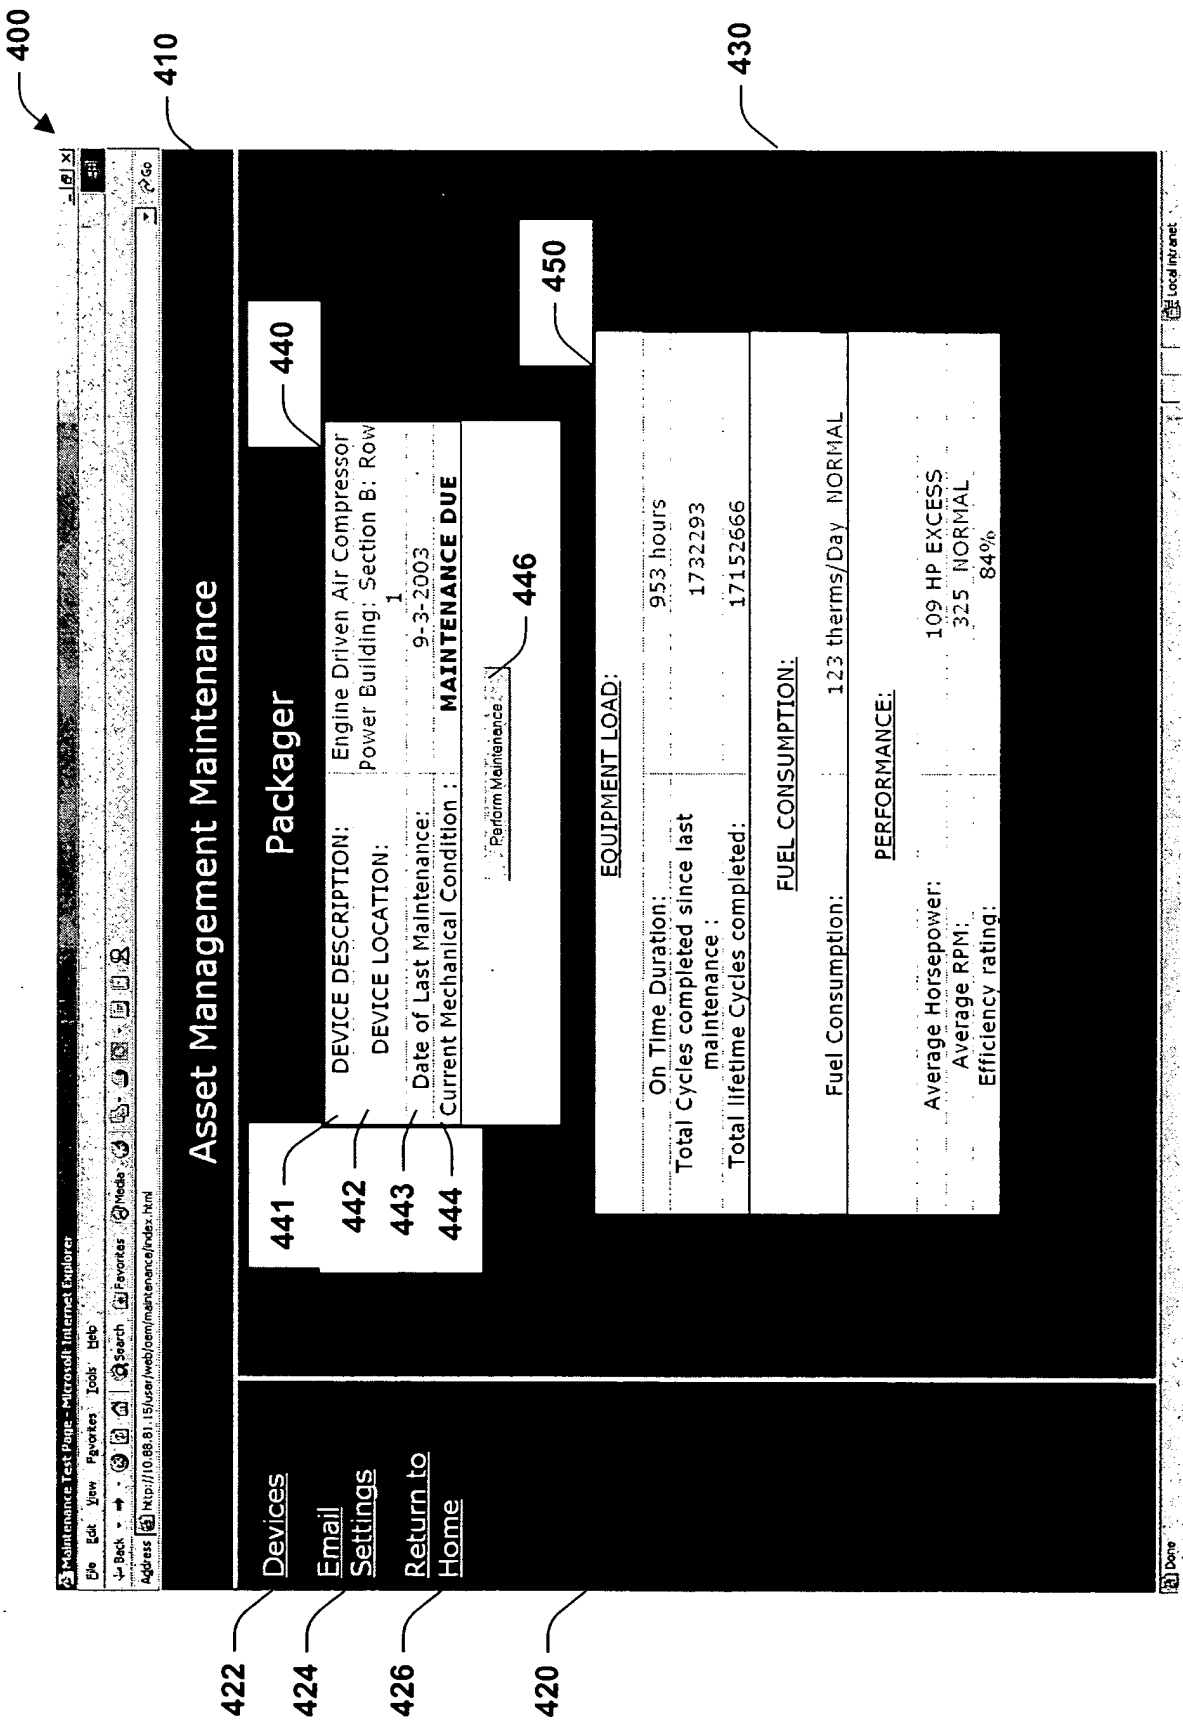 400
Maintenance Test Page - Microsoft Internet Explorer
File Edit View Favorites Tools Help
Back Search Favorites Media
Address http://10.88.81.15/user/web/oem/maintenance/index.html Go
410
Asset Management Maintenance
422
Devices
424
Email
Settings
426
Return to
Home
420
430
Packager
440
441
DEVICE DESCRIPTION: Engine Driven Air Compressor
442
DEVICE LOCATION: Power Building: Section B: Row
1
443
Date of Last Maintenance: 9-3-2003
444
Current Mechanical Condition : MAINTENANCE DUE
Perform Maintenance
446
450
EQUIPMENT LOAD:
On Time Duration: 953 hours
Total Cycles completed since last
maintenance : 1732293
Total lifetime Cycles completed: 17152666
FUEL CONSUMPTION:
Fuel Consumption: 123 therms/Day NORMAL
PERFORMANCE:
Average Horsepower: 109 HP EXCESS
Average RPM: 325 NORMAL
Efficiency rating: 84%
Done Local intranet